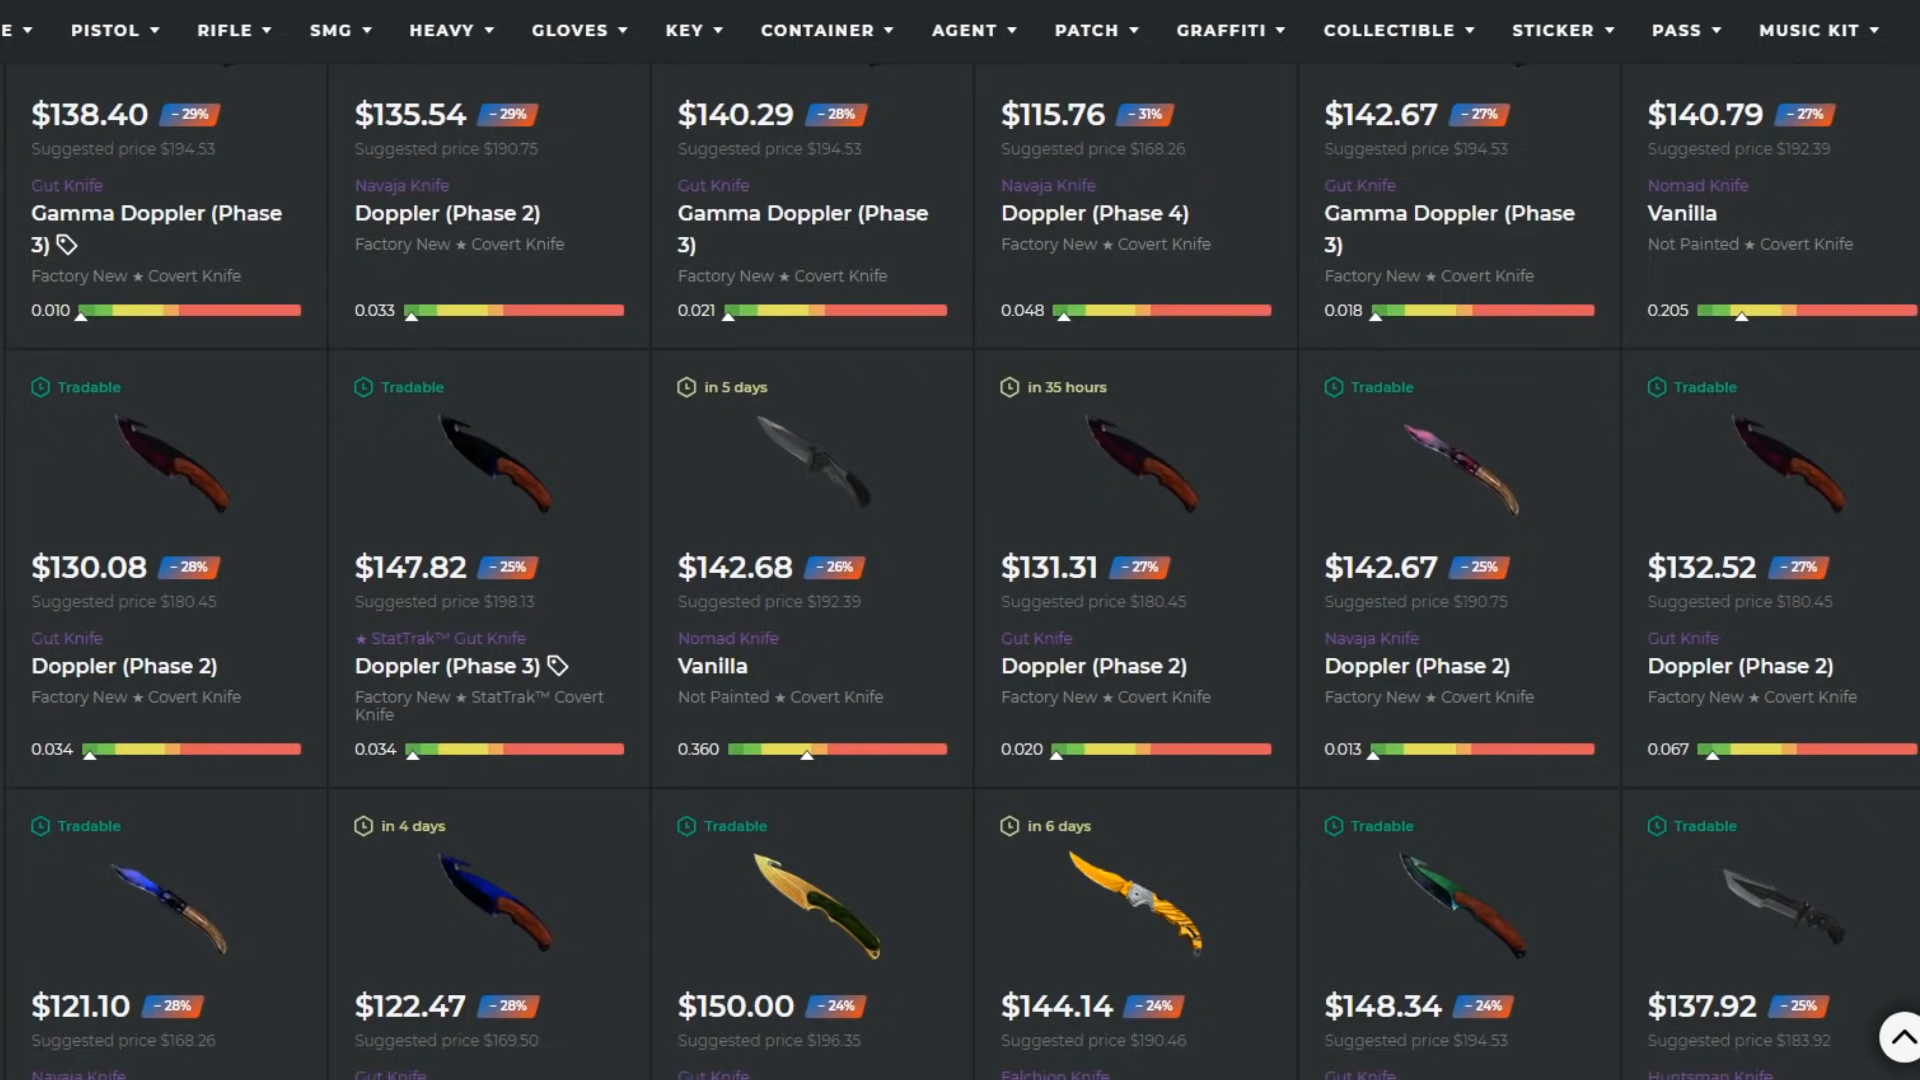 E PISTOL RIFLE SMG HEAVY GLOVES KEY CONTAINER AGENT PATCH GRAFFITI COLLECTIBLE STICKER PASS MUSIC KIT
$138.40 - 29% $135.54 - 29% $140.29 - 28% $115.76 - 31% $142.67 - 27% $140.79 - 27%
Suggested price $194.53 Suggested price $190.75 Suggested price $194.53 Suggested price $168.26 Suggested price $194.53 Suggested price $192.39
Gut Knife Navaja Knife Gut Knife Navaja Knife Gut Knife Nomad Knife
Gamma Doppler (Phase Doppler (Phase 2) Gamma Doppler (Phase Doppler (Phase 4) Gamma Doppler (Phase Vanilla
3) Factory New ★ Covert Knife 3) Factory New ★ Covert Knife 3) Not Painted ★ Covert Knife
Factory New ★ Covert Knife Factory New ★ Covert Knife Factory New ★ Covert Knife
0.010 0.033 0.021 0.048 0.018 0.205
Tradable Tradable in 5 days in 35 hours Tradable Tradable
$130.08 - 28% $147.82 - 25% $142.68 - 26% $131.31 - 27% $142.67 - 25% $132.52 - 27%
Suggested price $180.45 Suggested price $198.13 Suggested price $192.39 Suggested price $180.45 Suggested price $190.75 Suggested price $180.45
Gut Knife ★ StatTrak™ Gut Knife Nomad Knife Gut Knife Navaja Knife Gut Knife
Doppler (Phase 2) Doppler (Phase 3) Vanilla Doppler (Phase 2) Doppler (Phase 2) Doppler (Phase 2)
Factory New ★ Covert Knife Factory New ★ StatTrak™ Covert Not Painted ★ Covert Knife Factory New ★ Covert Knife Factory New ★ Covert Knife Factory New ★ Covert Knife
Knife
0.034 0.034 0.360 0.020 0.013 0.067
Tradable in 4 days Tradable in 6 days Tradable Tradable
$121.10 - 28% $122.47 - 28% $150.00 - 24% $144.14 - 24% $148.34 - 24% $137.92 - 25%
Suggested price $168.26 Suggested price $169.50 Suggested price $196.35 Suggested price $190.46 Suggested price $194.53 Suggested price $183.92
Navaja Knife Gut Knife Gut Knife Falchion Knife Gut Knife Huntsman Knife